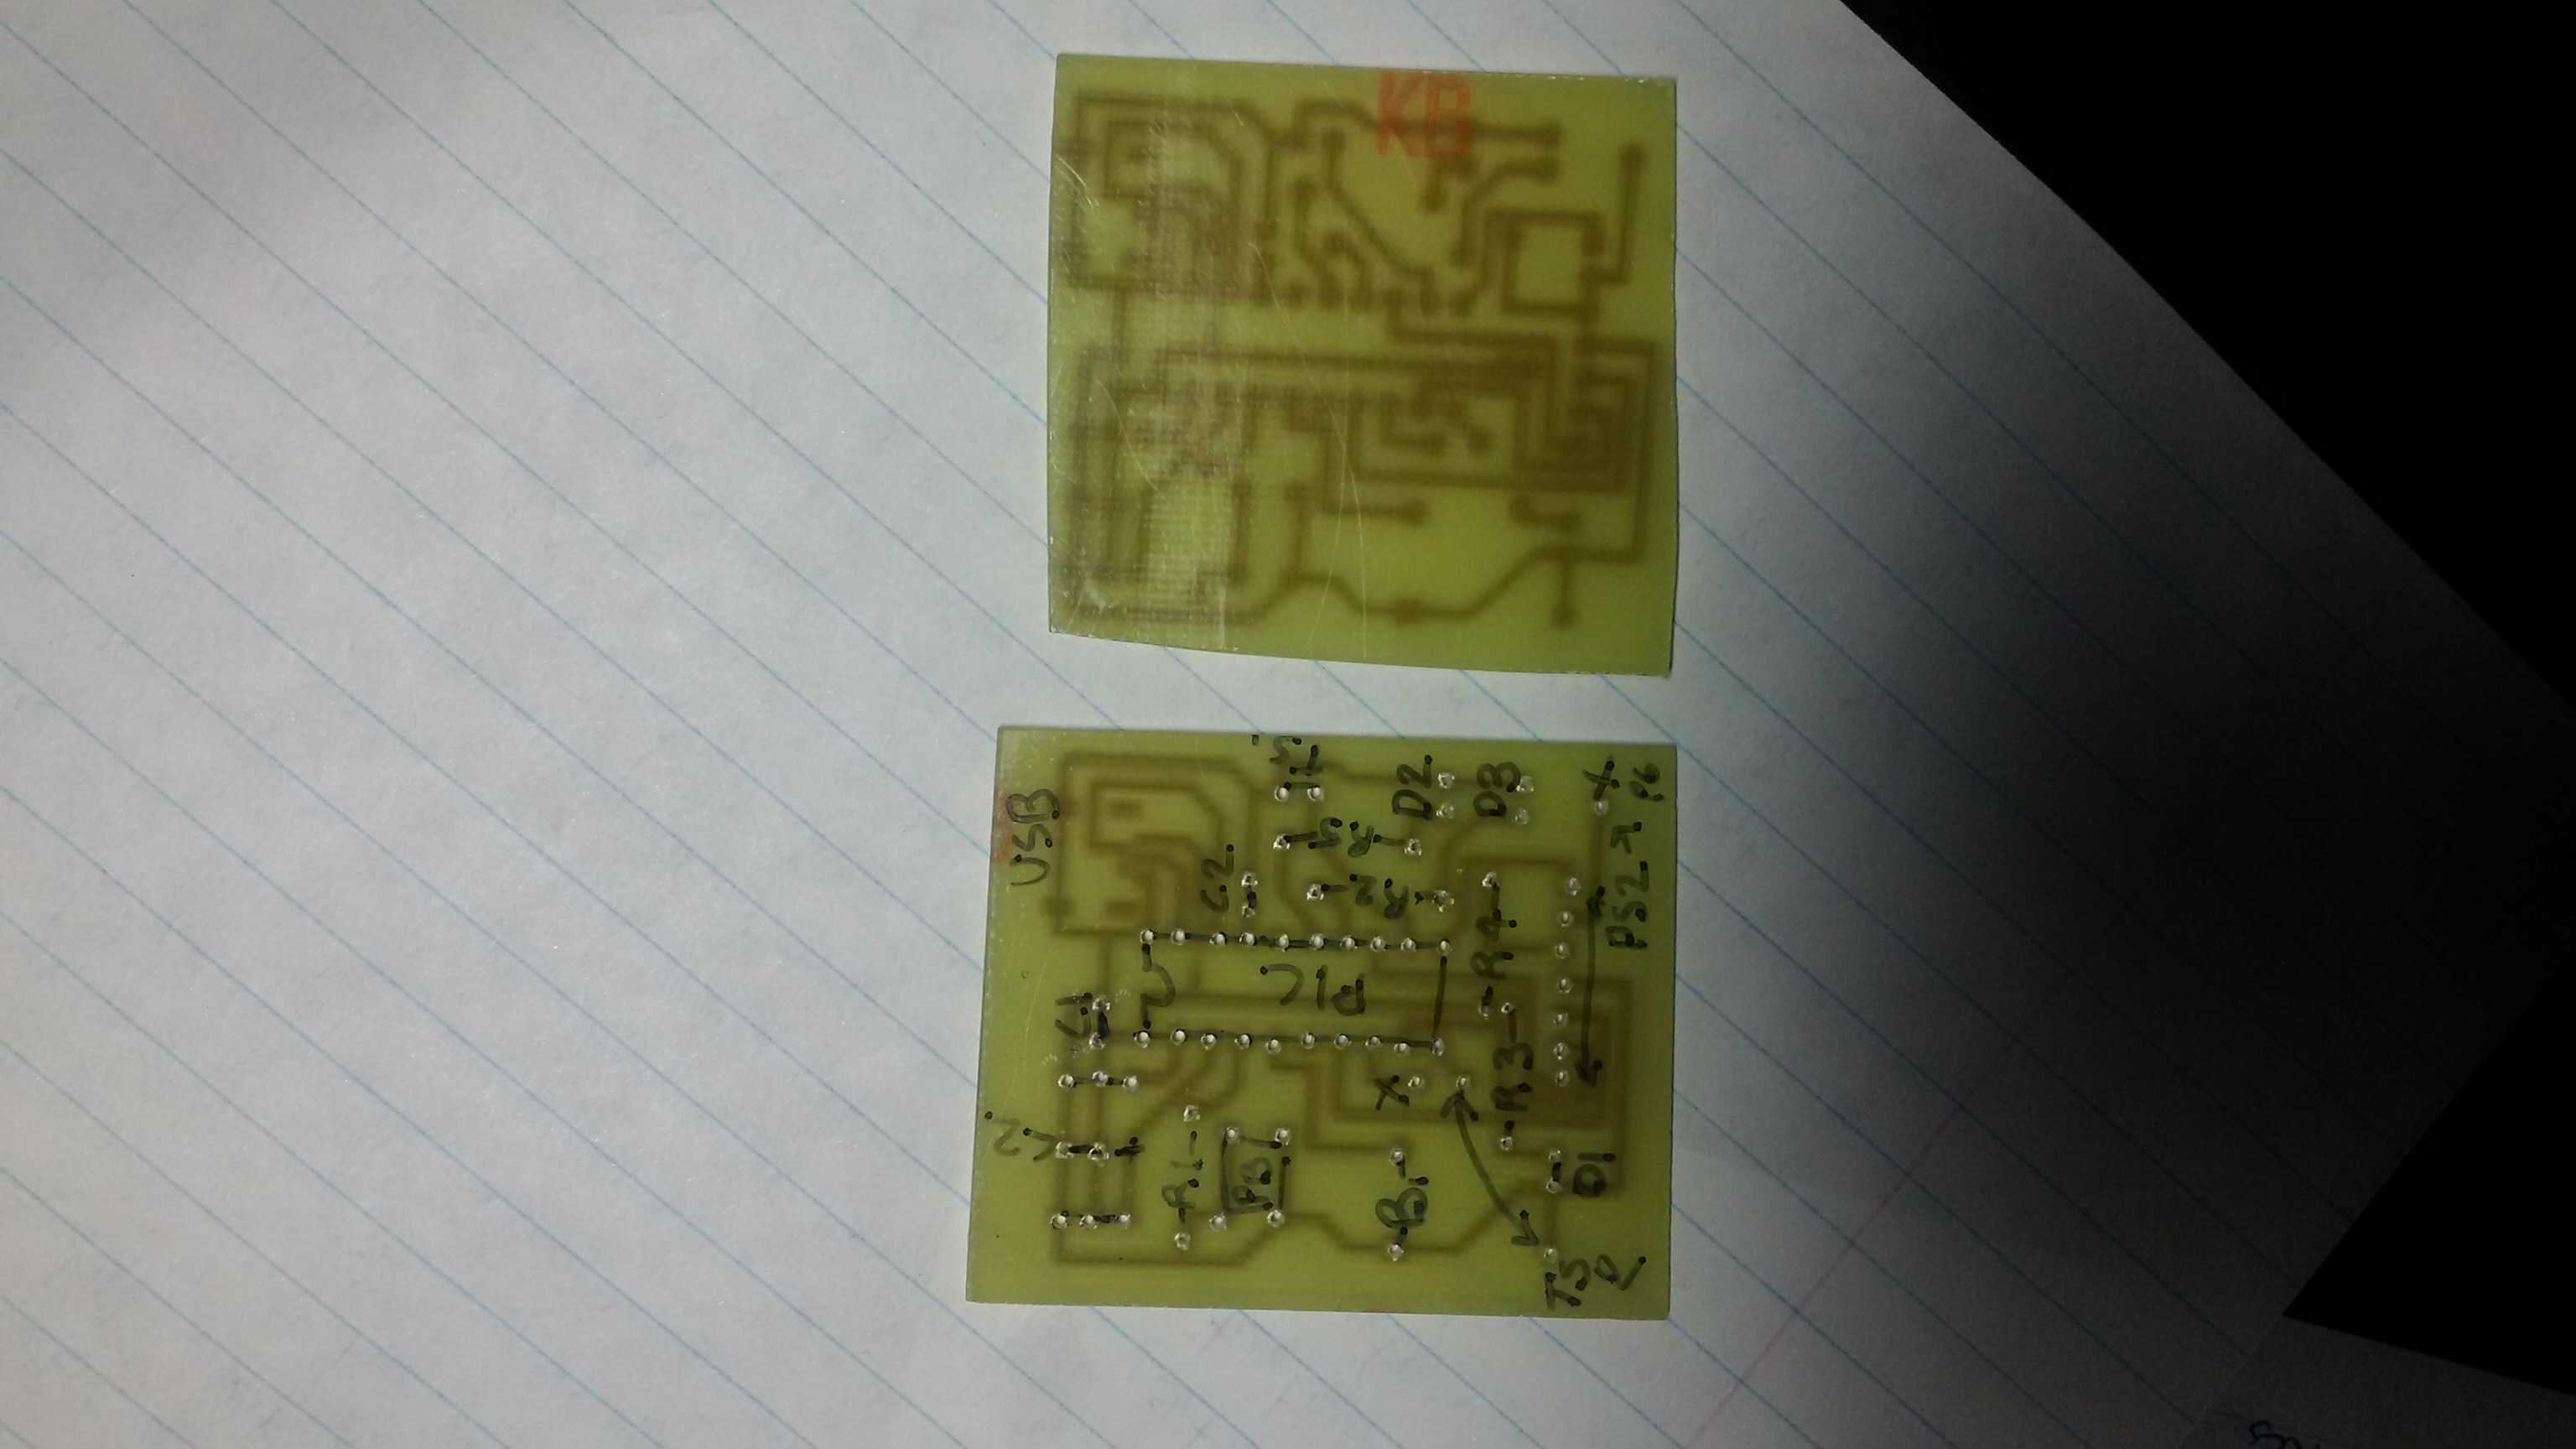 USB
C2.
C1
R1
C2.
PB
TS.
PIC
R5
R2
X
B1
D2
R4
D3
R3
TS
P
D1
PS2
X
P6
KB